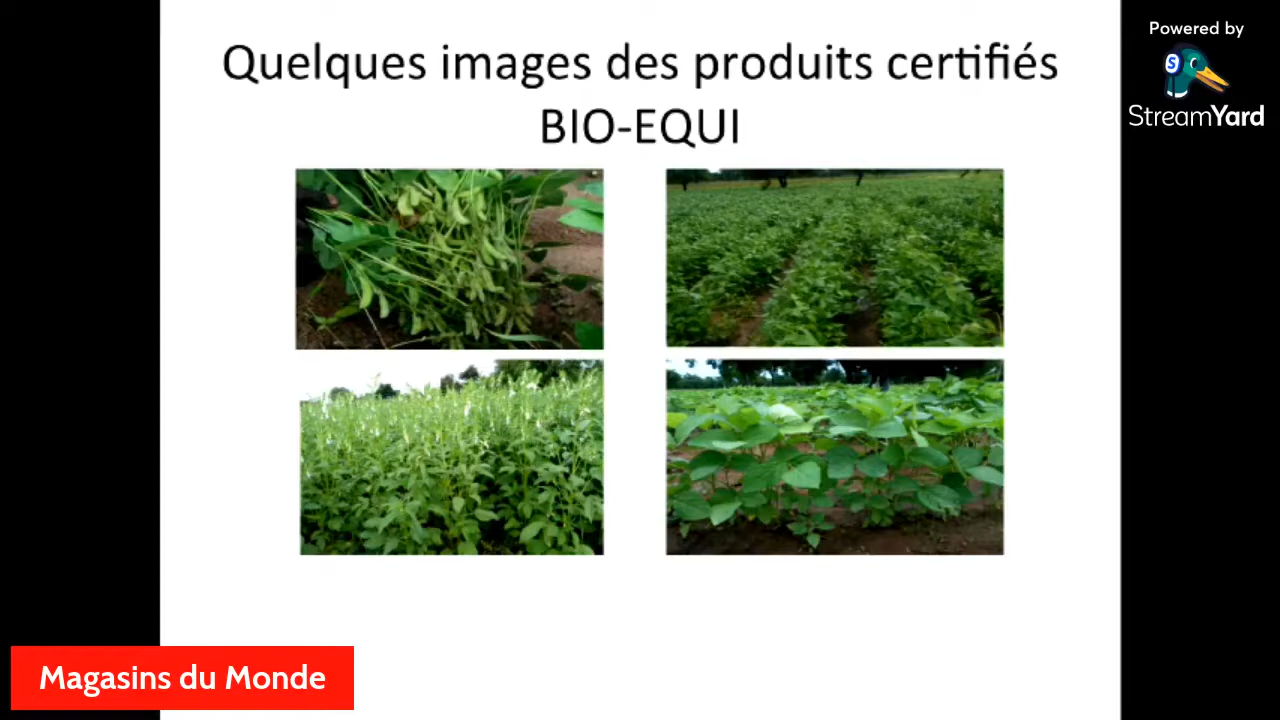 Quelques images des produits certifiés
BIO-EQUI
Powered by
S
StreamYard
Magasins du Monde